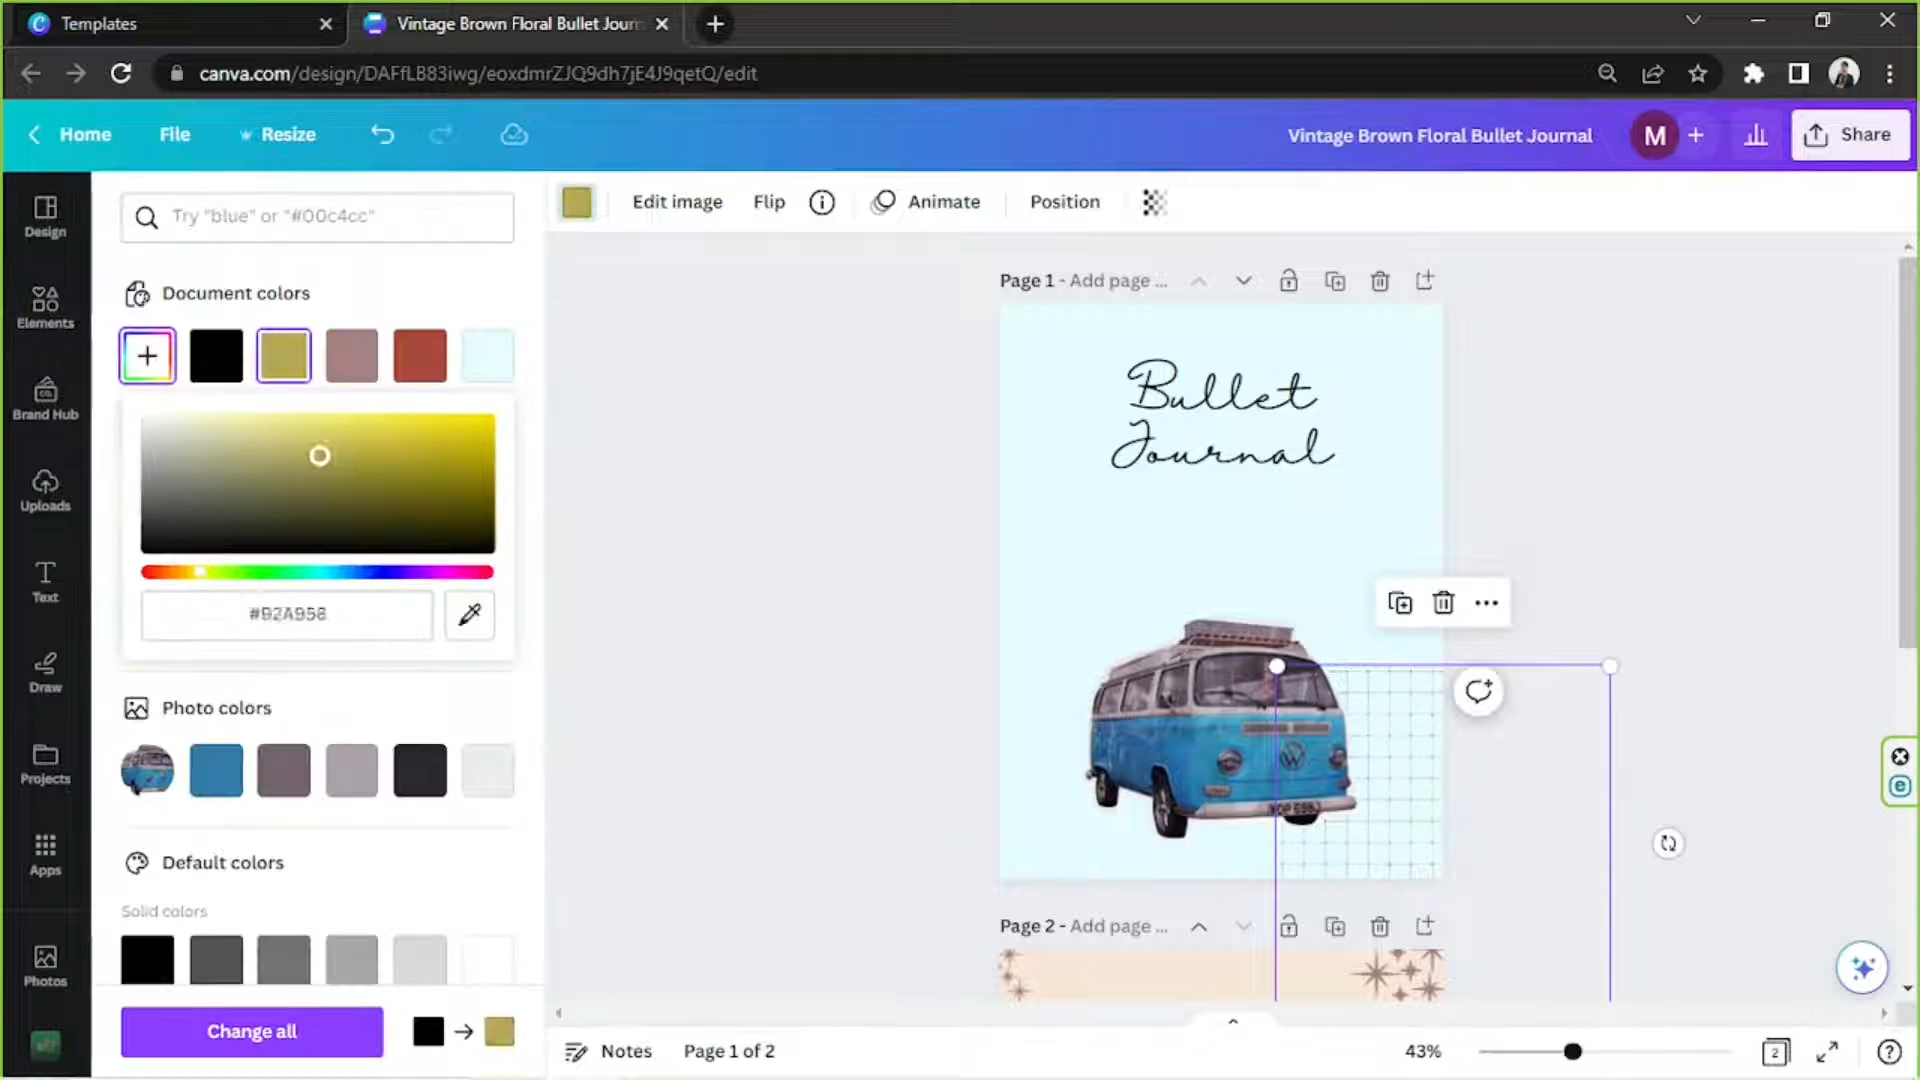 Templates
Vintage Brown Floral Bullet Jour
canva.com/design/DAFfLB83iwg/eoxdmrZJQ9dh7jE4J9qetQ/edit
Home
File
Resize
Vintage Brown Floral Bullet Journal
M
Share
Design
Elements
Brand Hub
Uploads
Text
Draw
Projects
Apps
Photos
Try "blue" or "#00c4cc"
Document colors
#B2A958
Photo colors
Default colors
Solid colors
Change all
Edit image
Flip
Animate
Position
Page 1 - Add page ...
Bullet
Journal
Page 2 - Add page ...
Notes
Page 1 of 2
43%
2